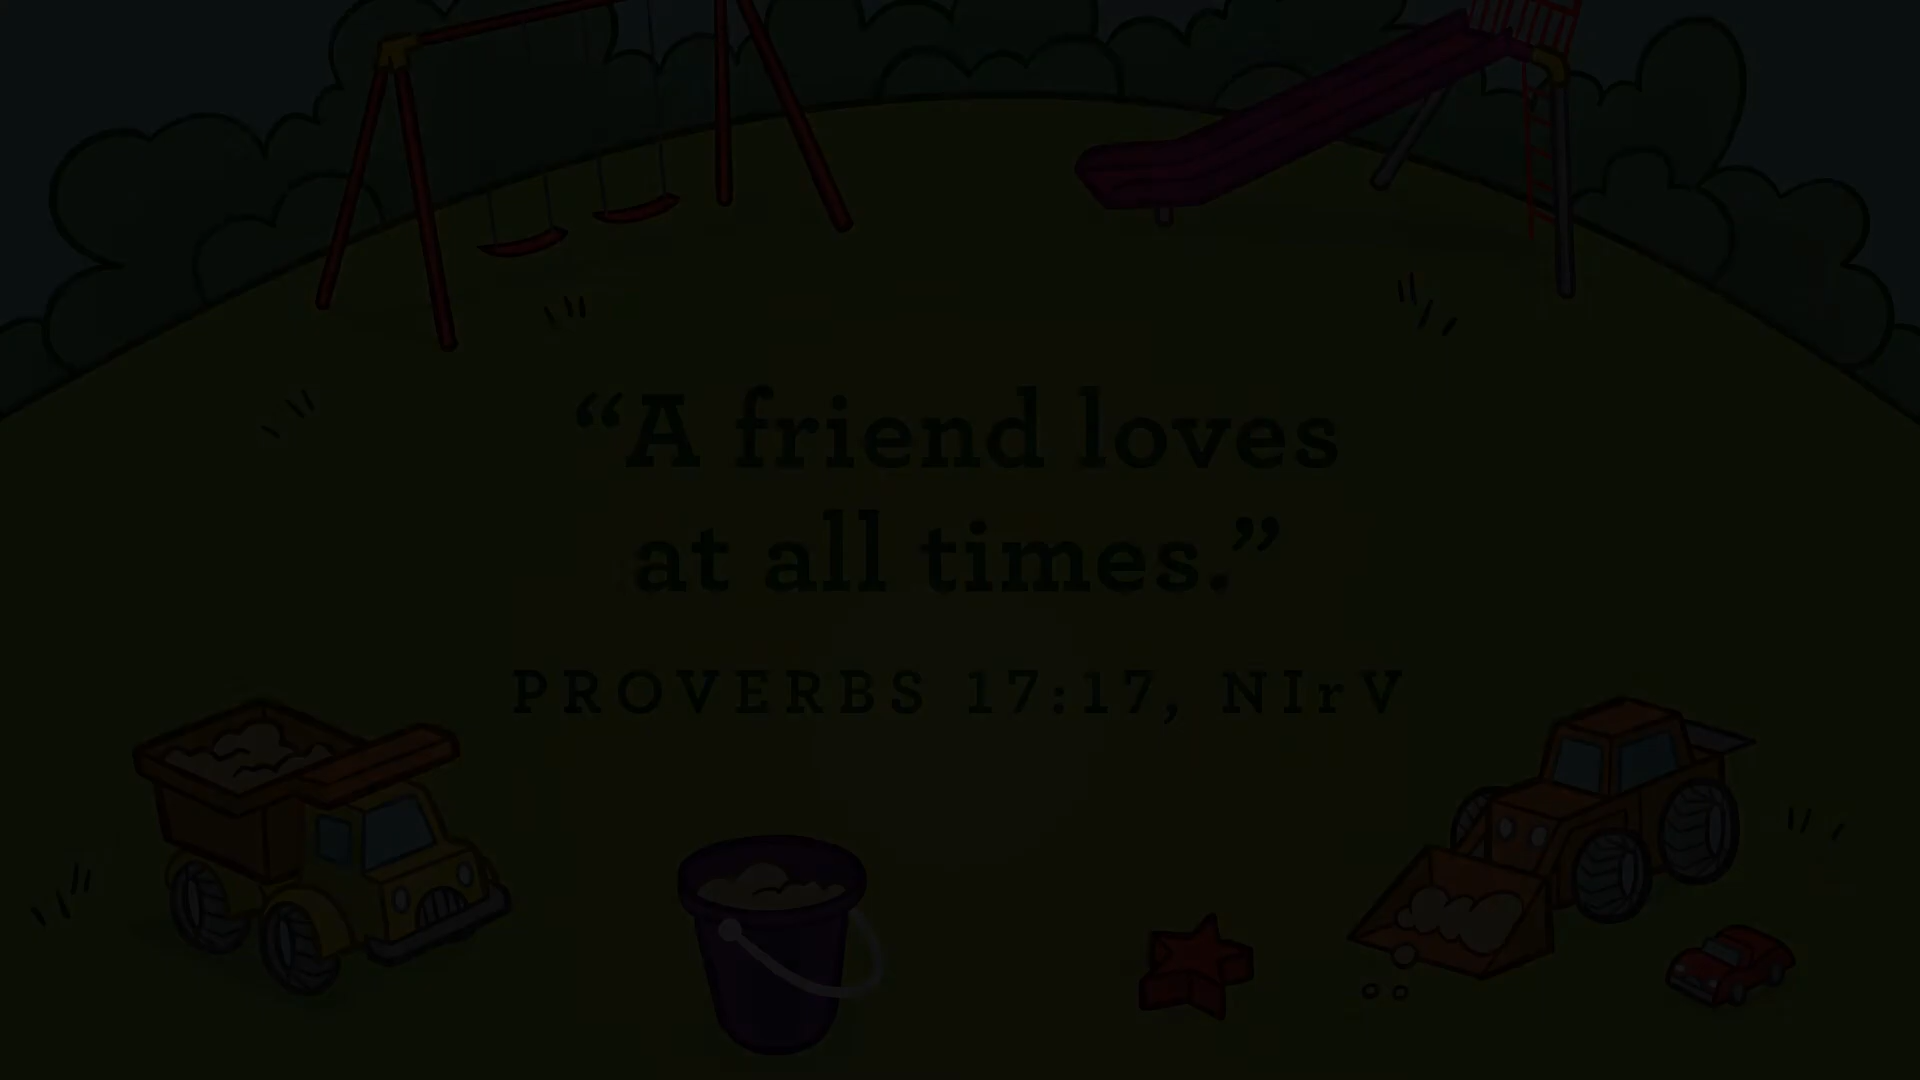 “A friend loves
at all times.”
PROVERBS 17:17, NIrV